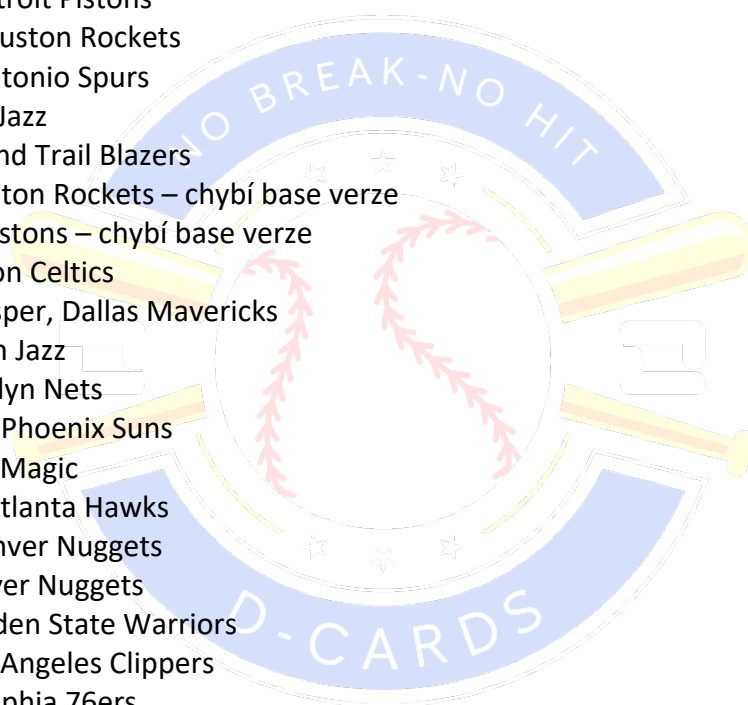 troit Pistons
uston Rockets
tonio Spurs
Jazz
nd Trail Blazers
ton Rockets – chybí base verze
stons – chybí base verze
on Celtics
sper, Dallas Mavericks
n Jazz
lyn Nets
Phoenix Suns
Magic
tlanta Hawks
nver Nuggets
ver Nuggets
den State Warriors
Angeles Clippers
phia 76ers
NO BREAK-NO HIT
D-CARDS